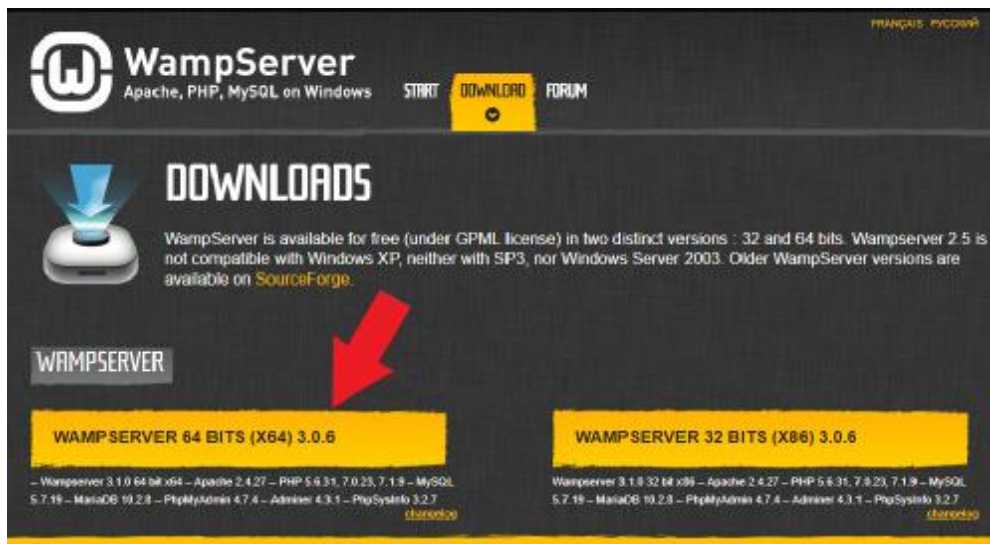 FRANÇAIS РУССКИЙ
WampServer
Apache, PHP, MySQL on Windows
START DOWNLOAD FORUM
DOWNLOADS
WampServer is available for free (under GPML license) in two distinct versions : 32 and 64 bits. Wampserver 2.5 is
not compatible with Windows XP, neither with SP3, nor Windows Server 2003. Older WampServer versions are
available on SourceForge.
WAMPSERVER
WAMPSERVER 64 BITS (X64) 3.0.6
– Wampserver 3.1.0 64 bit x64 – Apache 2.4.27 – PHP 5.6.31, 7.0.23, 7.1.9 – MySQL
5.7.19 – MariaDB 10.2.8 – PhpMyAdmin 4.7.4 – Adminer 4.3.1 – PhpSysInfo 3.2.7
changelog
WAMPSERVER 32 BITS (X86) 3.0.6
Wampserver 3.1.0 32 bit x86 – Apache 2.4.27 – PHP 5.6.31, 7.0.23, 7.1.9 – MySQL
5.7.19 – MariaDB 10.2.8 – PhpMyAdmin 4.7.4 – Adminer 4.3.1 – PhpSysInfo 3.2.7
changelog